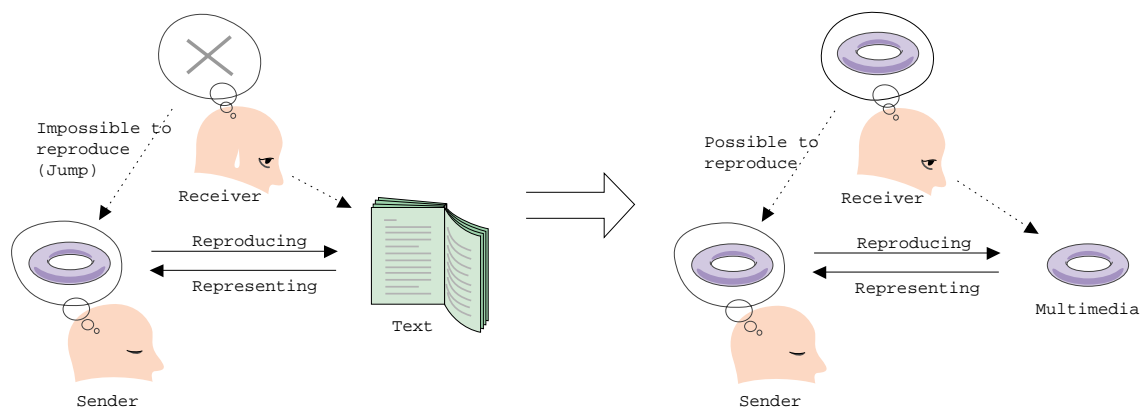 Impossible to
reproduce
(Jump)
Receiver
Reproducing
Representing
Text
Sender
Possible to
reproduce
Receiver
Reproducing
Representing
Multimedia
Sender